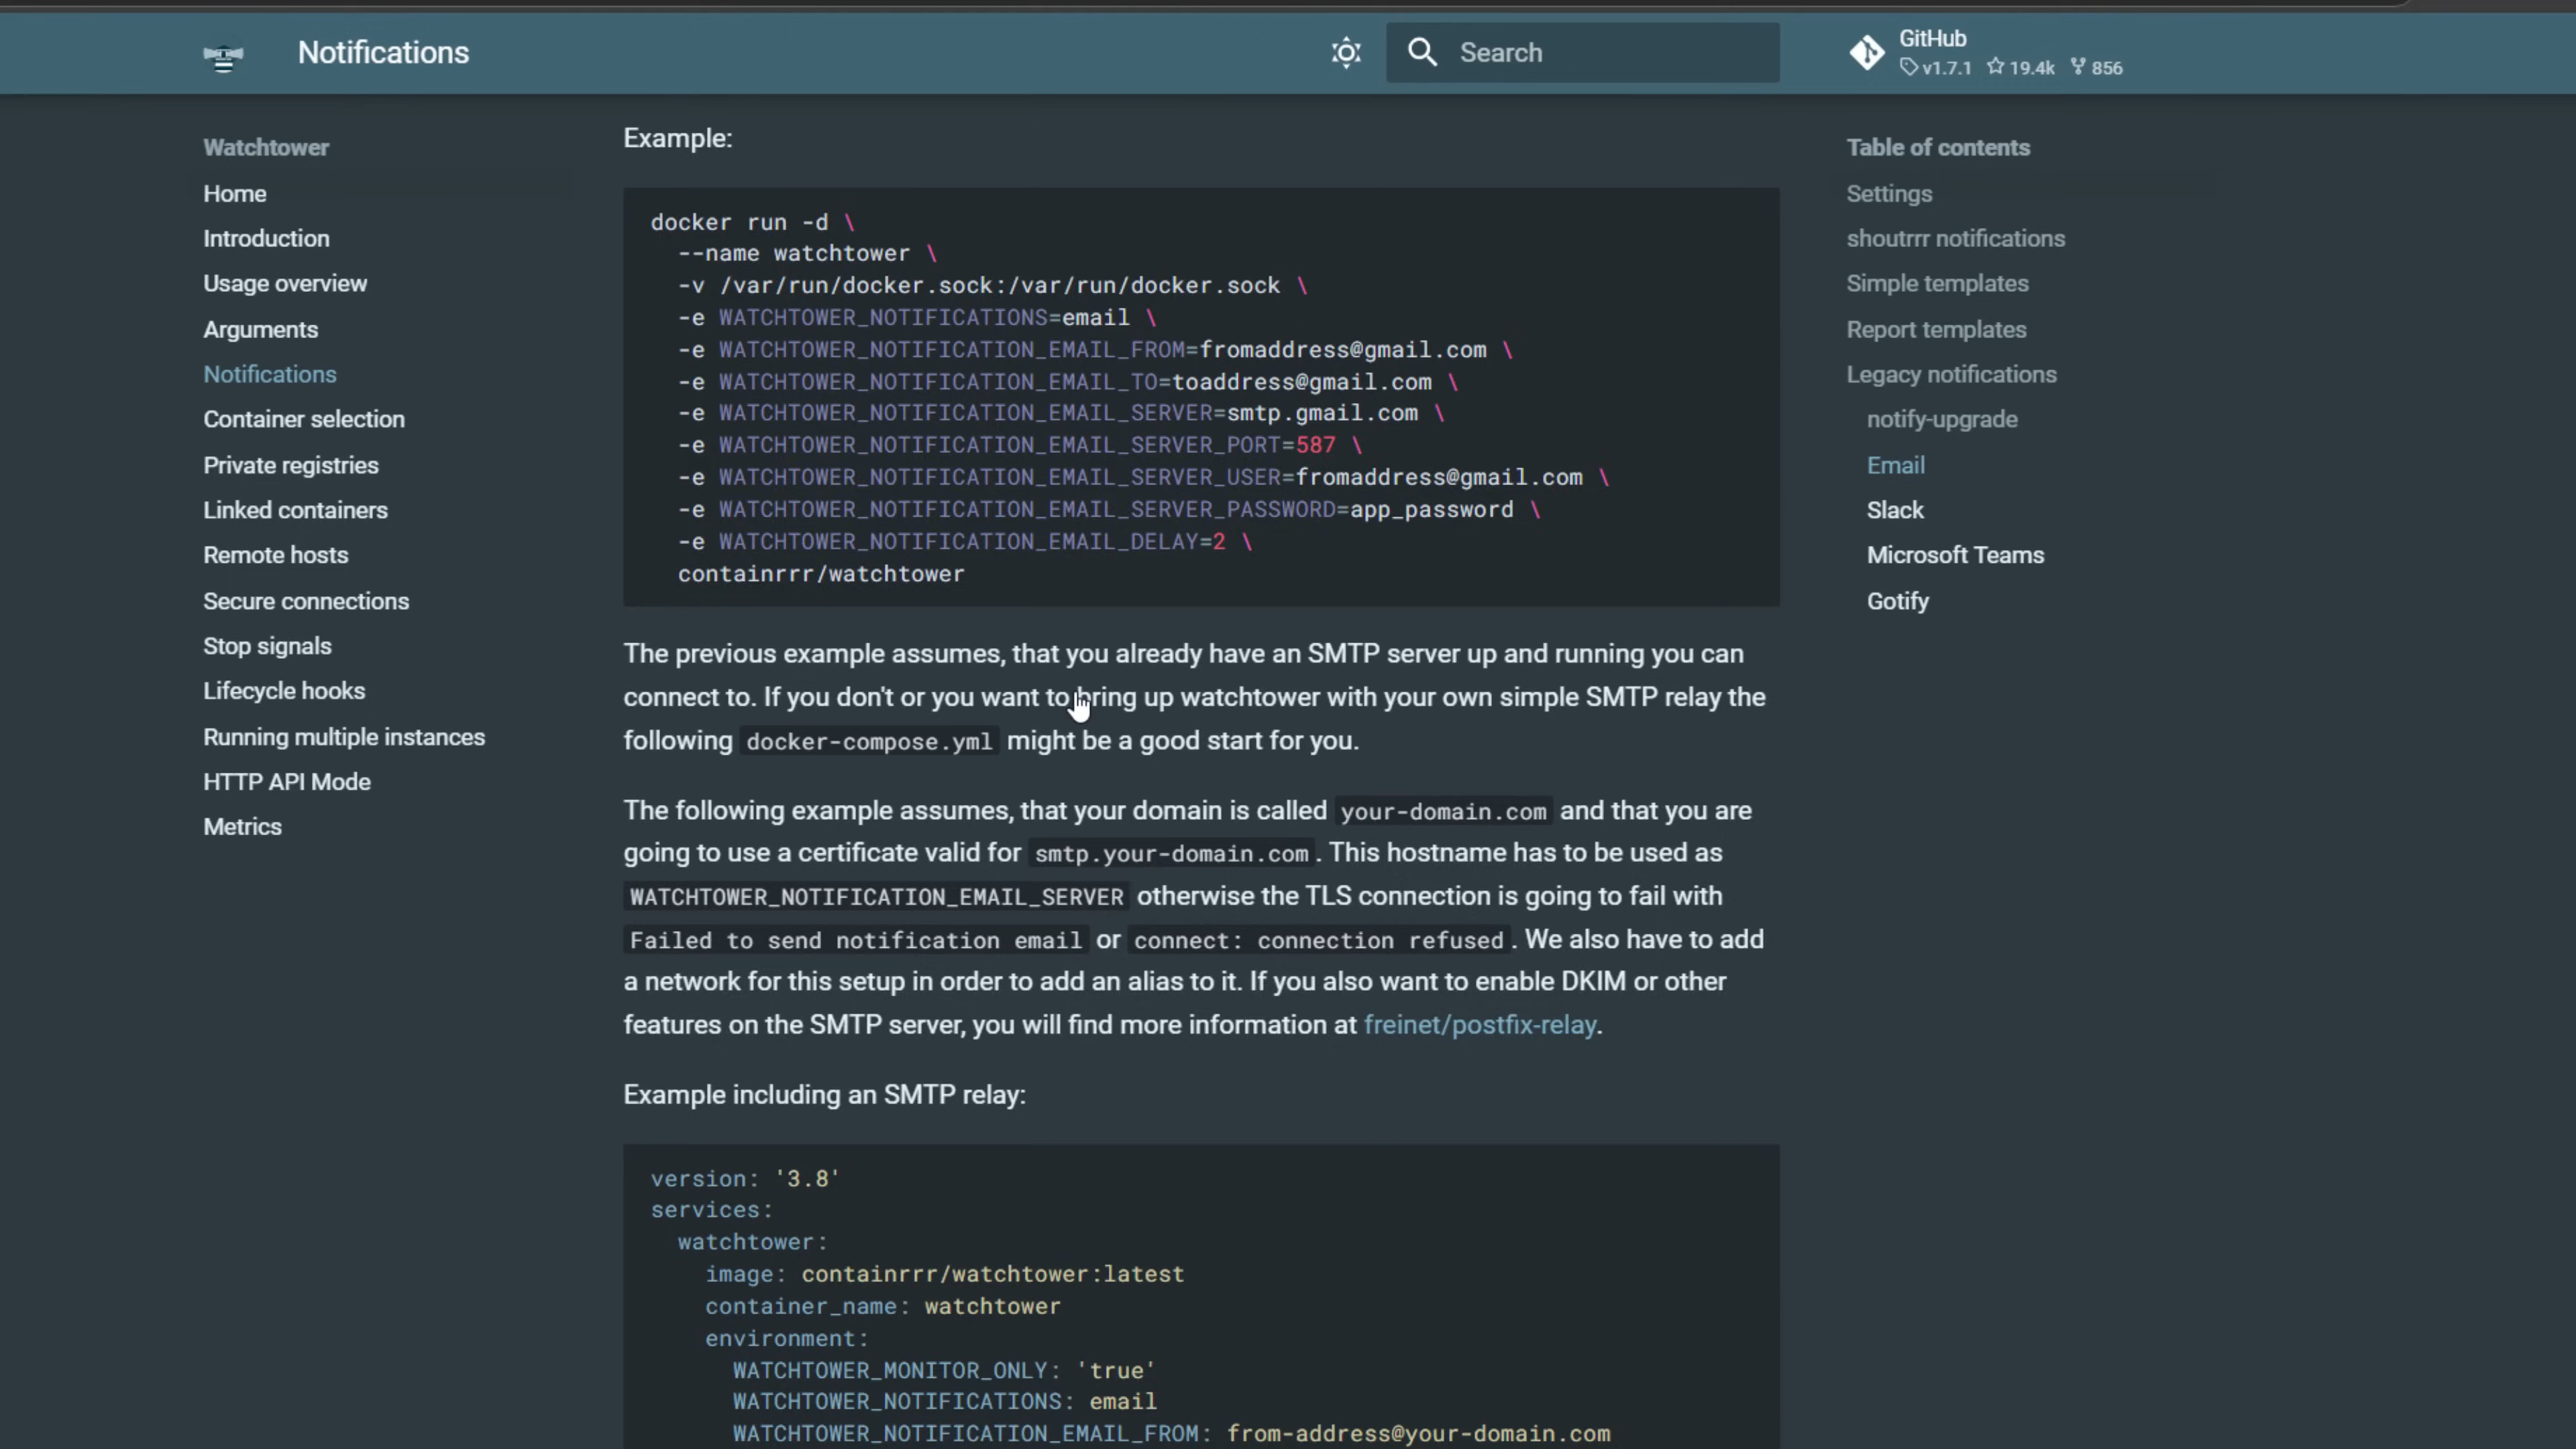 Notifications
Search
GitHub
v1.7.1 19.4k 856
Watchtower
Home
Introduction
Usage overview
Arguments
Notifications
Container selection
Private registries
Linked containers
Remote hosts
Secure connections
Stop signals
Lifecycle hooks
Running multiple instances
HTTP API Mode
Metrics
Example:
docker run -d \
--name watchtower \
-v /var/run/docker.sock:/var/run/docker.sock \
-e WATCHTOWER_NOTIFICATIONS=email \
-e WATCHTOWER_NOTIFICATION_EMAIL_FROM=fromaddress@gmail.com \
-e WATCHTOWER_NOTIFICATION_EMAIL_TO=toaddress@gmail.com \
-e WATCHTOWER_NOTIFICATION_EMAIL_SERVER=smtp.gmail.com \
-e WATCHTOWER_NOTIFICATION_EMAIL_SERVER_PORT=587 \
-e WATCHTOWER_NOTIFICATION_EMAIL_SERVER_USER=fromaddress@gmail.com \
-e WATCHTOWER_NOTIFICATION_EMAIL_SERVER_PASSWORD=app_password \
-e WATCHTOWER_NOTIFICATION_EMAIL_DELAY=2 \
containrrr/watchtower
The previous example assumes, that you already have an SMTP server up and running you can
connect to. If you don't or you want to bring up watchtower with your own simple SMTP relay the
following docker-compose.yml might be a good start for you.
The following example assumes, that your domain is called your-domain.com and that you are
going to use a certificate valid for smtp.your-domain.com. This hostname has to be used as
WATCHTOWER_NOTIFICATION_EMAIL_SERVER otherwise the TLS connection is going to fail with
Failed to send notification email or connect: connection refused. We also have to add
a network for this setup in order to add an alias to it. If you also want to enable DKIM or other
features on the SMTP server, you will find more information at freinet/postfix-relay.
Example including an SMTP relay:
version: '3.8'
services:
watchtower:
image: containrrr/watchtower:latest
container_name: watchtower
environment:
WATCHTOWER_MONITOR_ONLY: 'true'
WATCHTOWER_NOTIFICATIONS: email
WATCHTOWER_NOTIFICATION_EMAIL_FROM: from-address@your-domain.com
Table of contents
Settings
shoutrrr notifications
Simple templates
Report templates
Legacy notifications
notify-upgrade
Email
Slack
Microsoft Teams
Gotify